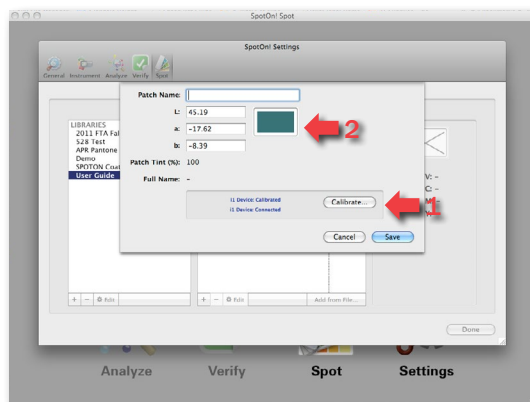 SpotOn! Spot
SpotOn! Settings
General Instrument Analyze Verify Spot
Patch Name:
L: 45.19
a: -17.62
b: -8.39
Patch Tint (%): 100
Full Name: -
i1 Device: Calibrated
i1 Device: Connected
Calibrate...
Cancel Save
2
1
LIBRARIES
2011 FTA Fal
528 Test
APR Pantone
Demo
SPOTON Coat
User Guide
V: -
C: -
M: -
+ - Edit
+ - Edit Add from File...
Done
Analyze Verify Spot Settings